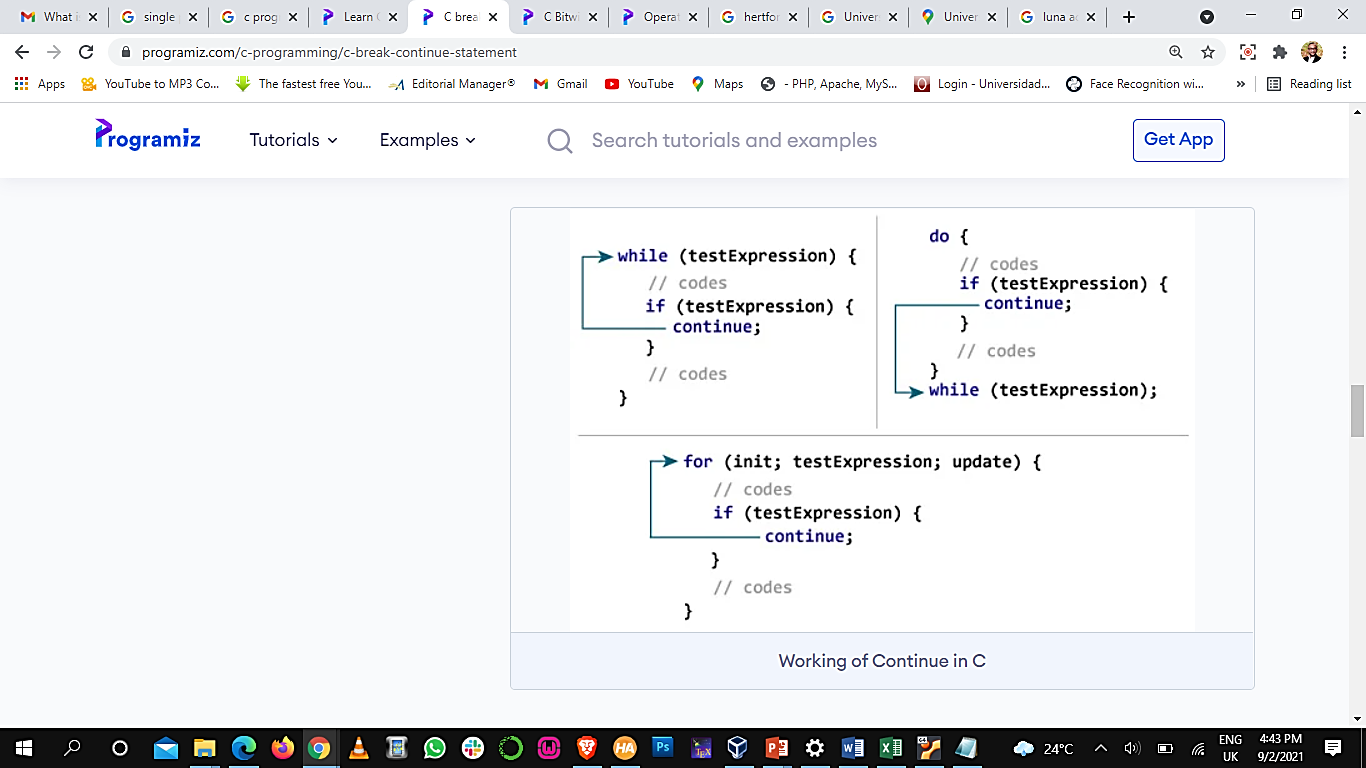 What i
single
c prog
Learn
C brea
C Bitwi
Operat
hertfor
Univers
Univer
luna a
programiz.com/c-programming/c-break-continue-statement
Apps
YouTube to MP3 Co...
The fastest free You...
Editorial Manager®
Gmail
YouTube
Maps
- PHP, Apache, MyS...
Login - Universidad...
Face Recognition wi...
»
Reading list
Programiz
Tutorials
Examples
Search tutorials and examples
Get App
while (testExpression) {
// codes
if (testExpression) {
continue;
}
// codes
}
do {
// codes
if (testExpression) {
continue;
}
// codes
}
while (testExpression);
for (init; testExpression; update) {
// codes
if (testExpression) {
continue;
}
// codes
}
Working of Continue in C
HA
Ps
24°C
ENG
UK
4:43 PM
9/2/2021